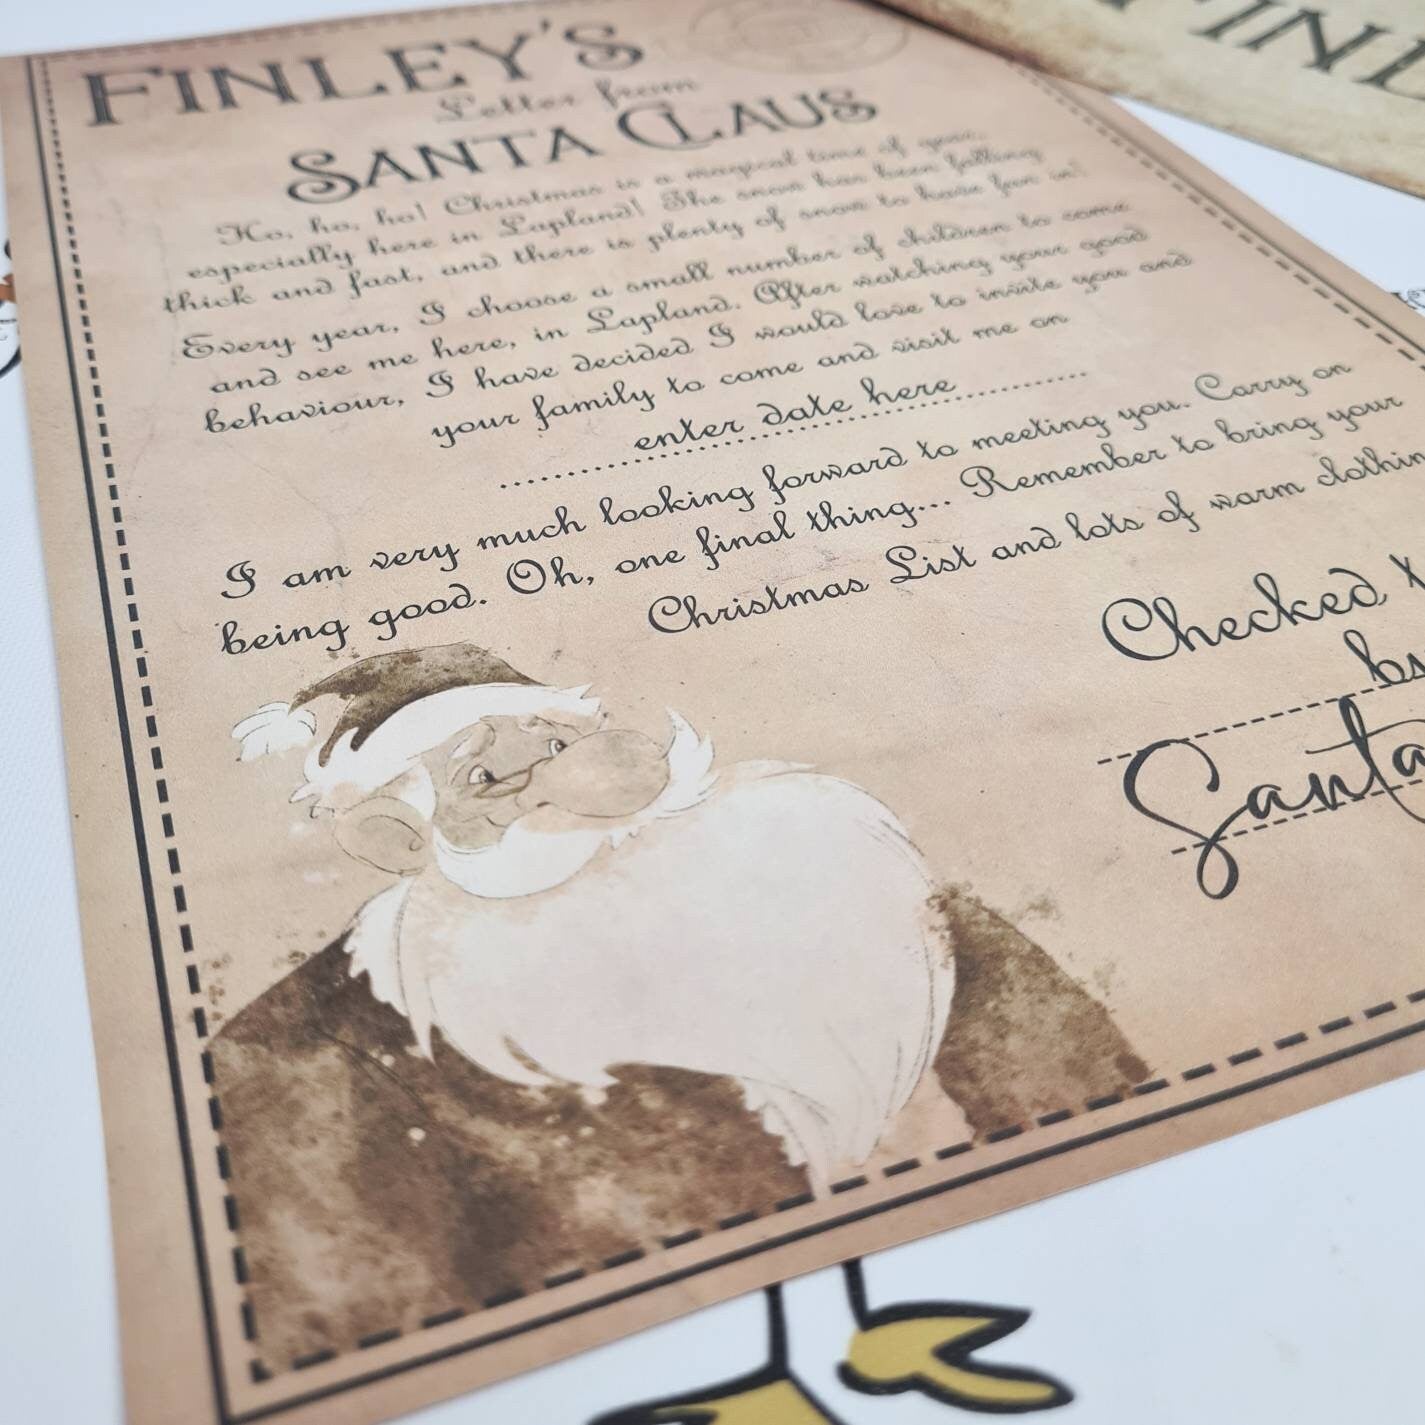 FINLEY'S
Letter from
SANTA CLAUS
Ho, ho, ho! Christmas is a magical time of year,
especially here in Lapland! The snow has been falling
thick and fast, and there is plenty of snow to have fun in!
Every year, I choose a small number of children to come
and see me here, in Lapland. After watching your good
behaviour, I have decided I would love to invite you and
your family to come and visit me on
enter date here
I am very much looking forward to meeting you. Carry on
being good. Oh, one final thing... Remember to bring your
Christmas List and lots of warm clothin
Checked
Santa